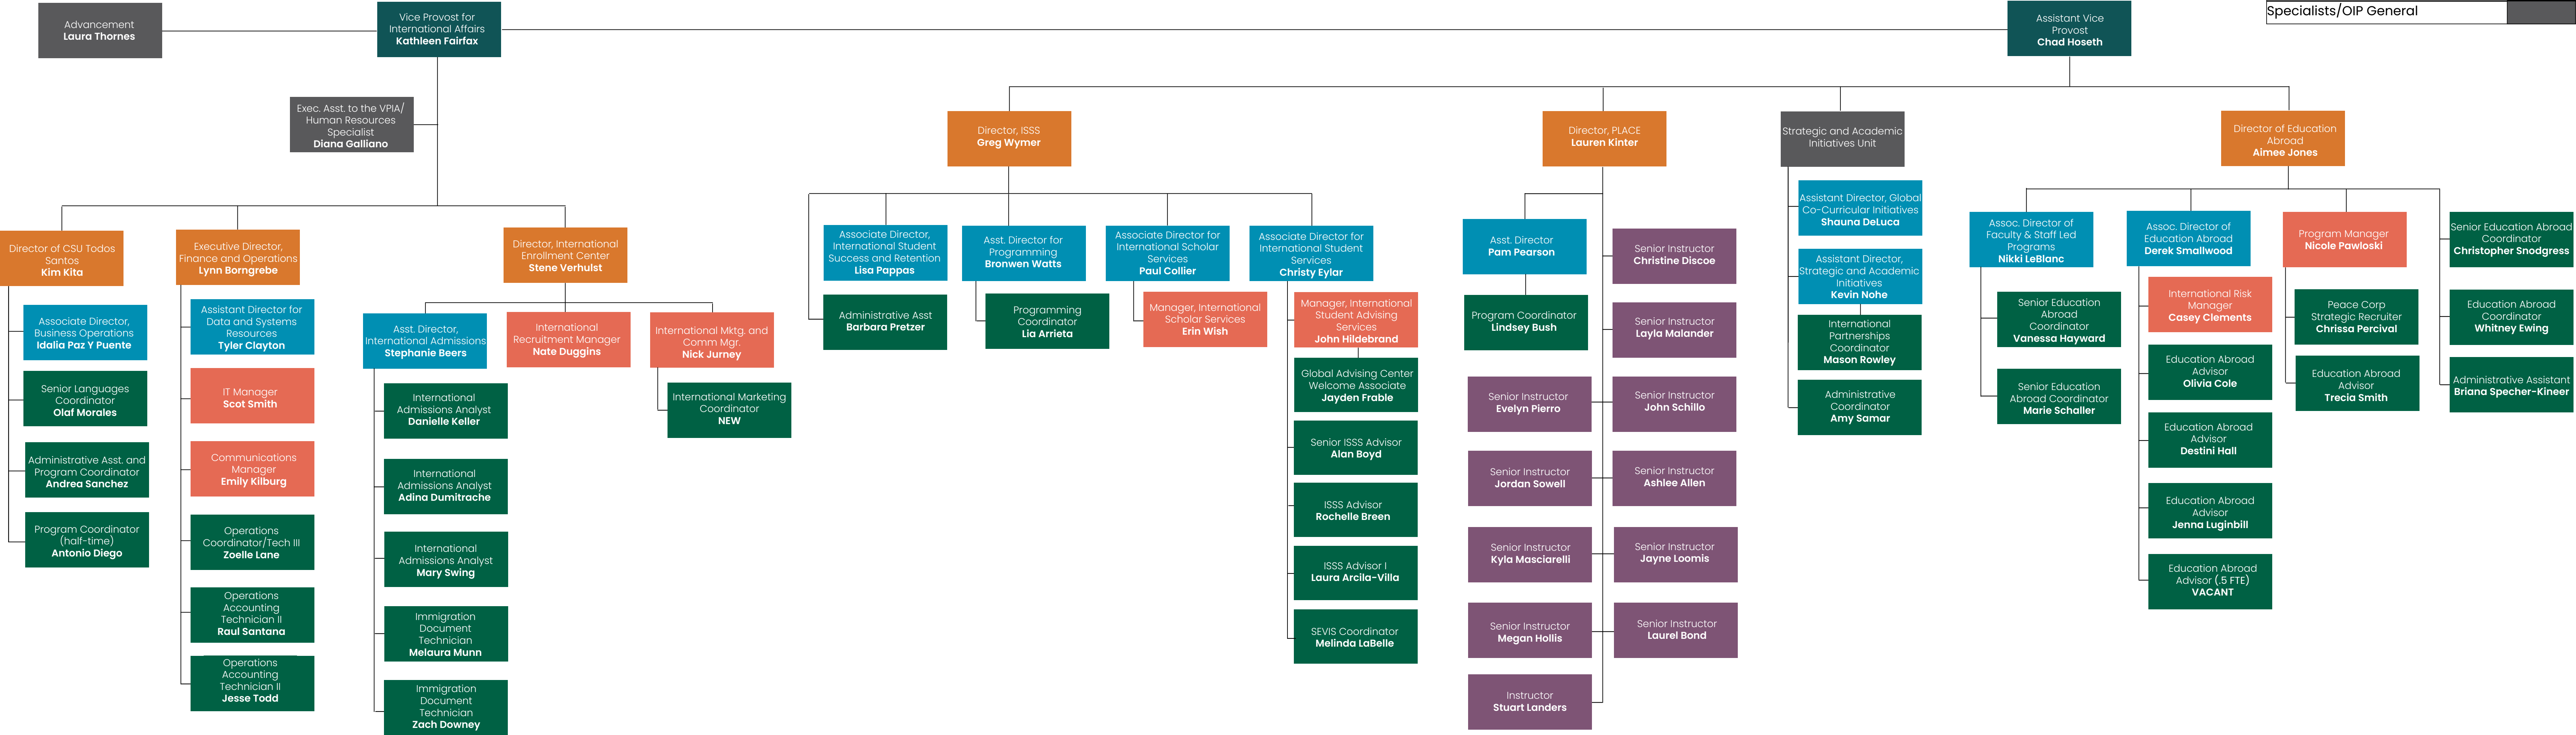 Advancement
Laura Thornes
Vice Provost for
International Affairs
Kathleen Fairfax
Assistant Vice
Provost
Chad Hoseth
Specialists/OIP General
Exec. Asst. to the VPIA/
Human Resources
Specialist
Diana Galliano
Director, ISSS
Greg Wymer
Director, PLACE
Lauren Kinter
Strategic and Academic
Initiatives Unit
Director of Education
Abroad
Aimee Jones
Director of CSU Todos
Santos
Kim Kita
Associate Director,
Business Operations
Idalia Paz Y Puente
Senior Languages
Coordinator
Olaf Morales
Administrative Asst. and
Program Coordinator
Andrea Sanchez
Program Coordinator
(half-time)
Antonio Diego
Executive Director,
Finance and Operations
Lynn Borngrebe
Assistant Director for
Data and Systems
Resources
Tyler Clayton
IT Manager
Scot Smith
Communications
Manager
Emily Kilburg
Operations
Coordinator/Tech III
Zoelle Lane
Operations
Accounting
Technician II
Raul Santana
Operations
Accounting
Technician II
Jesse Todd
Director, International
Enrollment Center
Stene Verhulst
Asst. Director,
International Admissions
Stephanie Beers
International
Admissions Analyst
Danielle Keller
International
Admissions Analyst
Adina Dumitrache
International
Admissions Analyst
Mary Swing
Immigration
Document
Technician
Melaura Munn
Immigration
Document
Technician
Zach Downey
International
Recruitment Manager
Nate Duggins
International Mktg. and
Comm Mgr.
Nick Jurney
International Marketing
Coordinator
NEW
Associate Director,
International Student
Success and Retention
Lisa Pappas
Administrative Asst
Barbara Pretzer
Asst. Director for
Programming
Bronwen Watts
Programming
Coordinator
Lia Arrieta
Associate Director for
International Scholar
Services
Paul Collier
Manager, International
Scholar Services
Erin Wish
Associate Director for
International Student
Services
Christy Eylar
Manager, International
Student Advising
Services
John Hildebrand
Global Advising Center
Welcome Associate
Jayden Frable
Senior ISSS Advisor
Alan Boyd
ISSS Advisor
Rochelle Breen
ISSS Advisor I
Laura Arcila-Villa
SEVIS Coordinator
Melinda LaBelle
Asst. Director
Pam Pearson
Program Coordinator
Lindsey Bush
Senior Instructor
Christine Discoe
Senior Instructor
Layla Malander
Senior Instructor
Evelyn Pierro
Senior Instructor
John Schillo
Senior Instructor
Jordan Sowell
Senior Instructor
Ashlee Allen
Senior Instructor
Kyla Masciarelli
Senior Instructor
Jayne Loomis
Senior Instructor
Megan Hollis
Senior Instructor
Laurel Bond
Instructor
Stuart Landers
Assistant Director, Global
Co-Curricular Initiatives
Shauna DeLuca
Assistant Director,
Strategic and Academic
Initiatives
Kevin Nohe
International
Partnerships
Coordinator
Mason Rowley
Administrative
Coordinator
Amy Samar
Assoc. Director of
Faculty & Staff Led
Programs
Nikki LeBlanc
Senior Education
Abroad
Coordinator
Vanessa Hayward
Senior Education
Abroad Coordinator
Marie Schaller
Assoc. Director of
Education Abroad
Derek Smallwood
International Risk
Manager
Casey Clements
Education Abroad
Advisor
Olivia Cole
Education Abroad
Advisor
Destini Hall
Education Abroad
Advisor
Jenna Luginbill
Education Abroad
Advisor (.5 FTE)
VACANT
Program Manager
Nicole Pawloski
Peace Corp
Strategic Recruiter
Chrissa Percival
Education Abroad
Advisor
Trecia Smith
Senior Education Abroad
Coordinator
Christopher Snodgress
Education Abroad
Coordinator
Whitney Ewing
Administrative Assistant
Briana Specher-Kineer